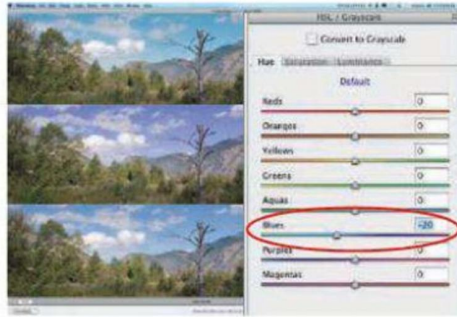 HSL / Grayscale
Convert to Grayscale
Hue Saturation Luminance
Default
Reds 0
Oranges 0
Yellows 0
Greens 0
Aquas 0
Blues -20
Purples 0
Magentas 0